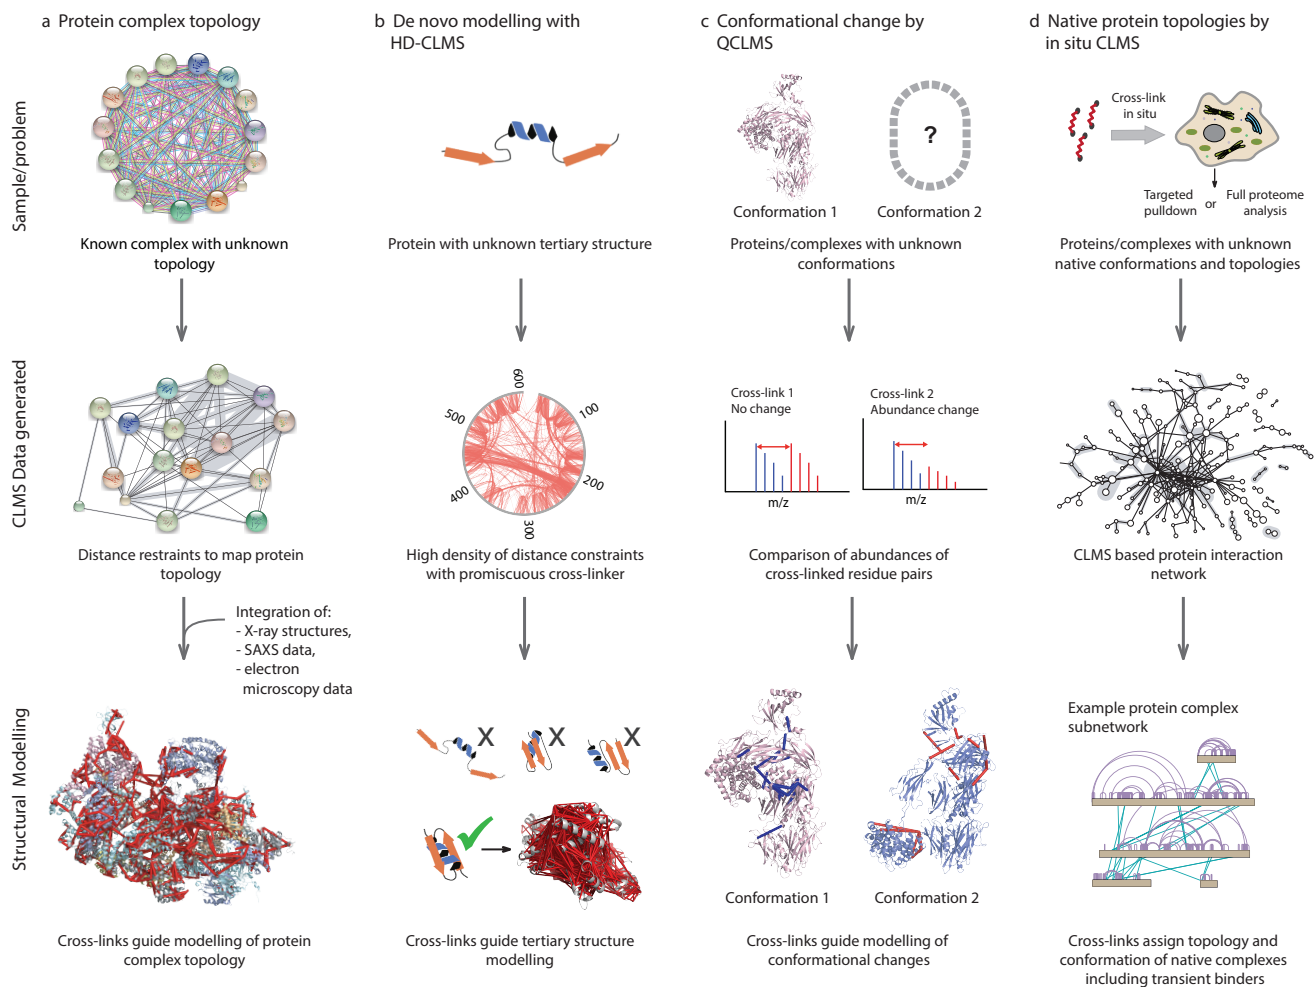 a Protein complex topology
b De novo modelling with
HD-CLMS
c Conformational change by
QCLMS
d Native protein topologies by
in situ CLMS
Sample/problem
Known complex with unknown
topology
Protein with unknown tertiary structure
?
Conformation 1
Conformation 2
Proteins/complexes with unknown
conformations
Cross-link
in situ
Targeted
pulldown
or
Full proteome
analysis
Proteins/complexes with unknown
native conformations and topologies
CLMS Data generated
Distance restraints to map protein
topology
600
100
200
300
400
500
High density of distance constraints
with promiscuous cross-linker
Cross-link 1
No change
m/z
Cross-link 2
Abundance change
m/z
Comparison of abundances of
cross-linked residue pairs
CLMS based protein interaction
network
Integration of:
- X-ray structures,
- SAXS data,
- electron
microscopy data
Structural Modelling
Cross-links guide modelling of protein
complex topology
X
X
X
Cross-links guide tertiary structure
modelling
Conformation 1
Conformation 2
Cross-links guide modelling of
conformational changes
Example protein complex
subnetwork
Cross-links assign topology and
conformation of native complexes
including transient binders